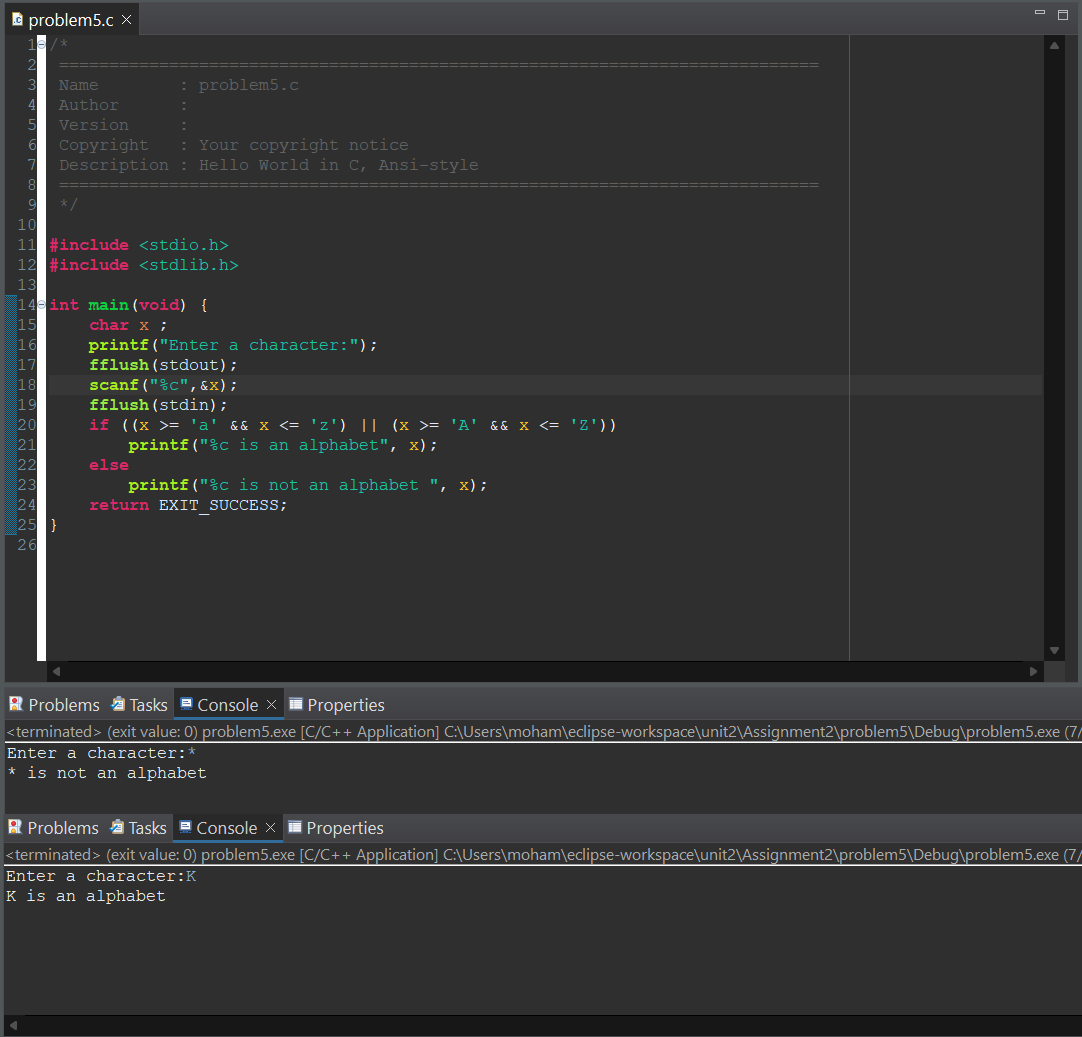 problem5.c
1 /*
2 ============================================================================
3 Name        : problem5.c
4 Author      :
5 Version     :
6 Copyright   : Your copyright notice
7 Description : Hello World in C, Ansi-style
8 ============================================================================
9 */
10
11 #include <stdio.h>
12 #include <stdlib.h>
13
14 int main(void) {
15     char x ;
16     printf("Enter a character:");
17     fflush(stdout);
18     scanf("%c",&x);
19     fflush(stdin);
20     if ((x >= 'a' && x <= 'z') || (x >= 'A' && x <= 'Z'))
21         printf("%c is an alphabet", x);
22     else
23         printf("%c is not an alphabet ", x);
24     return EXIT_SUCCESS;
25 }
26
Problems Tasks Console Properties
<terminated> (exit value: 0) problem5.exe [C/C++ Application] C:\Users\moham\eclipse-workspace\unit2\Assignment2\problem5\Debug\problem5.exe (7/
Enter a character:*
* is not an alphabet
Problems Tasks Console Properties
<terminated> (exit value: 0) problem5.exe [C/C++ Application] C:\Users\moham\eclipse-workspace\unit2\Assignment2\problem5\Debug\problem5.exe (7/
Enter a character:K
K is an alphabet